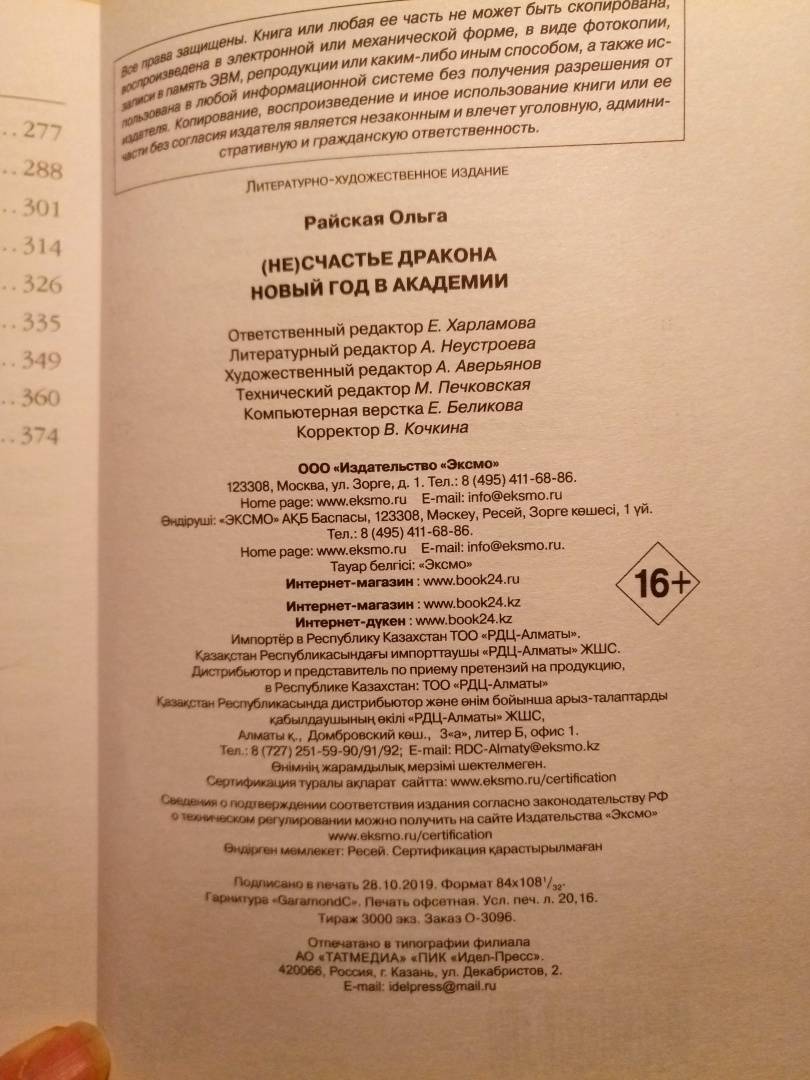 ..277
..288
..301
..314
..326
..335
..349
..360
..374
Все права защищены. Книга или любая ее часть не может быть скопирована,
воспроизведена в электронной или механической форме, в виде фотокопии,
записи в память ЭВМ, репродукции или каким-либо иным способом, а также ис-
пользована в любой информационной системе без получения разрешения от
издателя. Копирование, воспроизведение и иное использование книги или ее
части без согласия издателя является незаконным и влечет уголовную, админи-
стративную и гражданскую ответственность.
Литературно-художественное издание
Райская Ольга
(НЕ)СЧАСТЬЕ ДРАКОНА
НОВЫЙ ГОД В АКАДЕМИИ
Ответственный редактор Е. Харламова
Литературный редактор А. Неустроева
Художественный редактор А. Аверьянов
Технический редактор М. Печковская
Компьютерная верстка Е. Беликова
Корректор В. Кочкина
ООО «Издательство «Эксмо»
123308, Москва, ул. Зорге, д. 1. Тел.: 8 (495) 411-68-86.
Home page: www.eksmo.ru E-mail: info@eksmo.ru
Өндіруші: «ЭКСМО» АҚБ Баспасы, 123308, Мәскеу, Ресей, Зорге көшесі, 1 үй.
Тел.: 8 (495) 411-68-86.
Home page: www.eksmo.ru E-mail: info@eksmo.ru.
Тауар белгісі: «Эксмо»
Интернет-магазин : www.book24.ru
Интернет-магазин : www.book24.kz
Интернет-дүкен : www.book24.kz
Импортёр в Республику Казахстан ТОО «РДЦ-Алматы».
Қазақстан Республикасындағы импорттаушы «РДЦ-Алматы» ЖШС.
Дистрибьютор и представитель по приему претензий на продукцию,
в Республике Казахстан: ТОО «РДЦ-Алматы»
Қазақстан Республикасында дистрибьютор және өнім бойынша арыз-талаптарды
қабылдаушының өкілі «РДЦ-Алматы» ЖШС,
Алматы қ., Домбровский көш., 3«а», литер Б, офис 1.
Тел.: 8 (727) 251-59-90/91/92; E-mail: RDC-Almaty@eksmo.kz
Өнімнің жарамдылық мерзімі шектелмеген.
Сертификация туралы ақпарат сайтта: www.eksmo.ru/certification
Сведения о подтверждении соответствия издания согласно законодательству РФ
о техническом регулировании можно получить на сайте Издательства «Эксмо»
www.eksmo.ru/certification
Өндірген мемлекет: Ресей. Сертификация қарастырылмаған
16+
Подписано в печать 28.10.2019. Формат 84x108 1/32.
Гарнитура «GaramondC». Печать офсетная. Усл. печ. л. 20,16.
Тираж 3000 экз. Заказ О-3096.
Отпечатано в типографии филиала
АО «ТАТМЕДИА» «ПИК «Идел-Пресс».
420066, Россия, г. Казань, ул. Декабристов, 2.
E-mail: idelpress@mail.ru